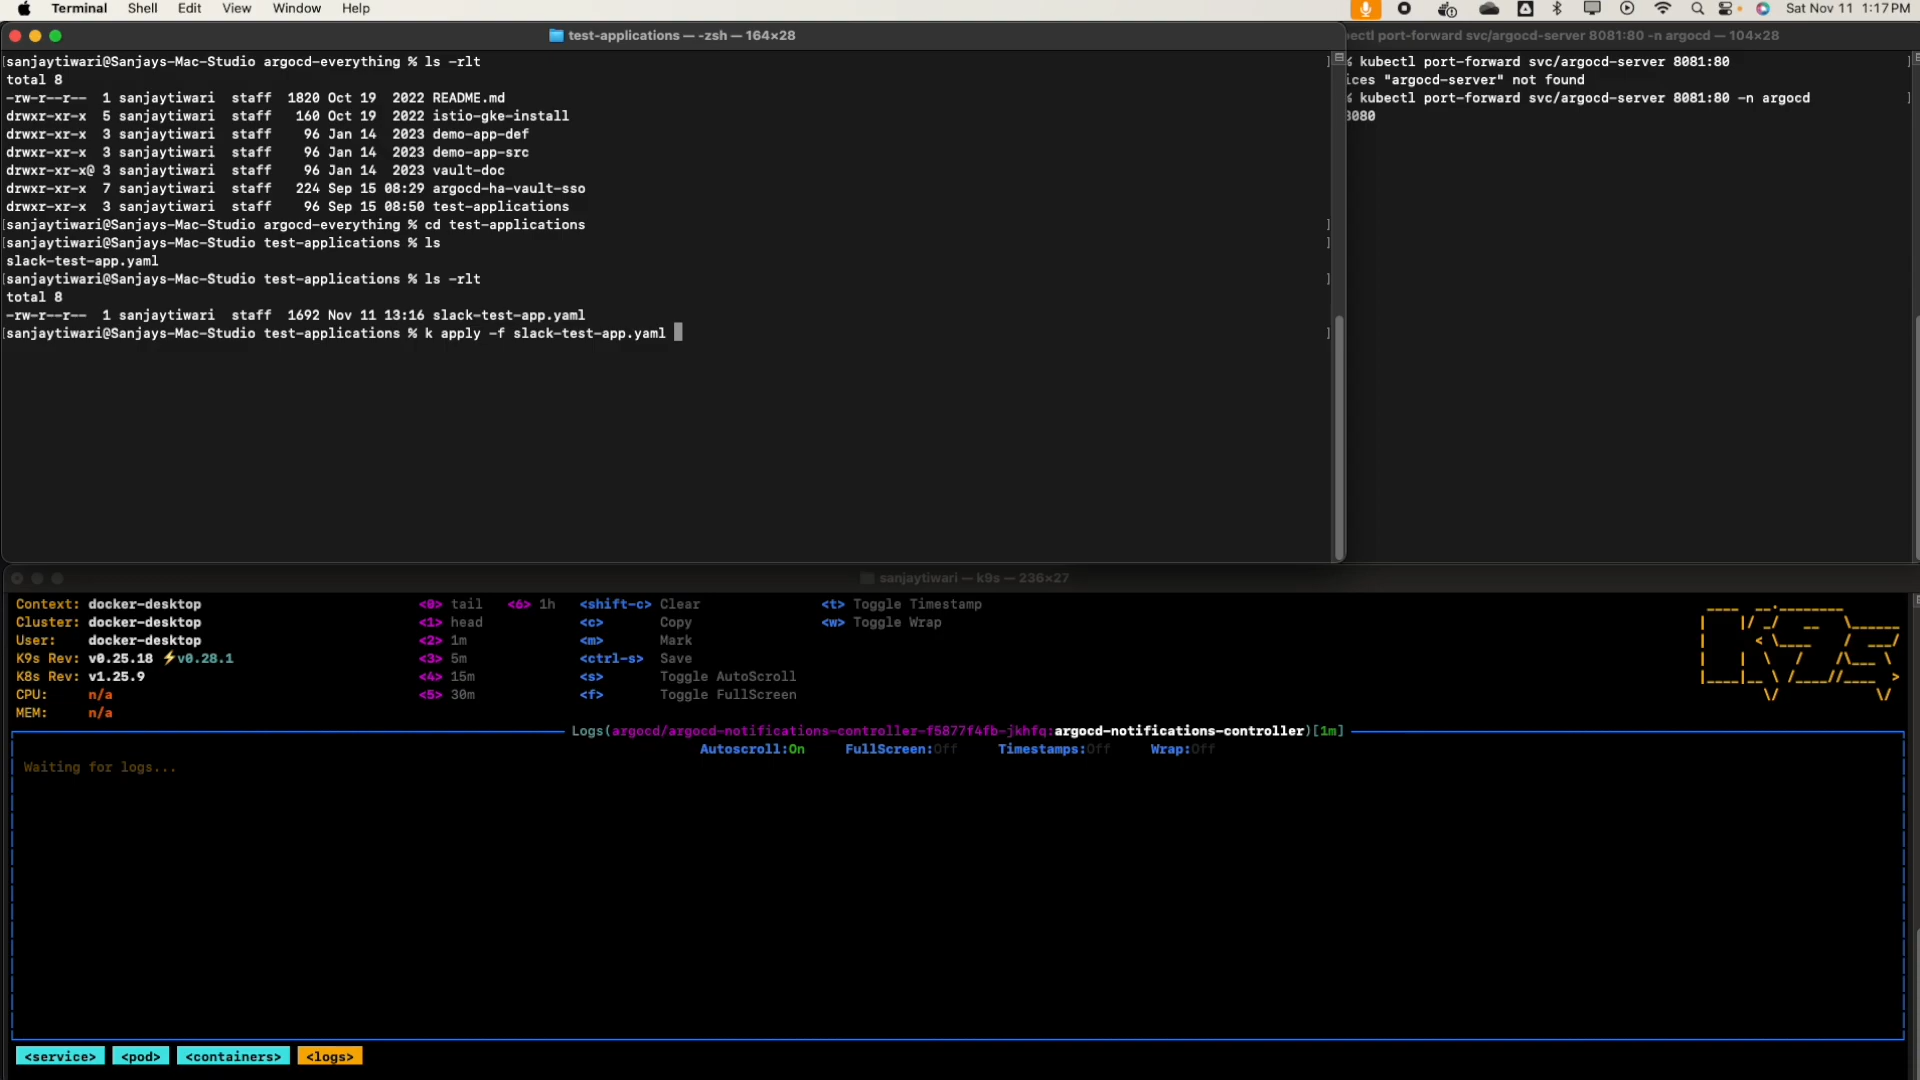 Terminal Shell Edit View Window Help Sat Nov 11 1:17 PM
test-applications — -zsh — 164×28
[sanjaytiwari@Sanjays-Mac-Studio argocd-everything % ls -rlt ]
total 8
-rw-r--r--  1 sanjaytiwari  staff  1820 Oct 19  2022 README.md
drwxr-xr-x  5 sanjaytiwari  staff   160 Oct 19  2022 istio-gke-install
drwxr-xr-x  3 sanjaytiwari  staff    96 Jan 14  2023 demo-app-def
drwxr-xr-x  3 sanjaytiwari  staff    96 Jan 14  2023 demo-app-src
drwxr-xr-x@ 3 sanjaytiwari  staff    96 Jan 14  2023 vault-doc
drwxr-xr-x  7 sanjaytiwari  staff   224 Sep 15 08:29 argocd-ha-vault-sso
drwxr-xr-x  3 sanjaytiwari  staff    96 Sep 15 08:50 test-applications
[sanjaytiwari@Sanjays-Mac-Studio argocd-everything % cd test-applications ]
[sanjaytiwari@Sanjays-Mac-Studio test-applications % ls ]
slack-test-app.yaml
[sanjaytiwari@Sanjays-Mac-Studio test-applications % ls -rlt ]
total 8
-rw-r--r--  1 sanjaytiwari  staff  1692 Nov 11 13:16 slack-test-app.yaml
[sanjaytiwari@Sanjays-Mac-Studio test-applications % k apply -f slack-test-app.yaml ]
ectl port-forward svc/argocd-server 8081:80 -n argocd — 104×28
% kubectl port-forward svc/argocd-server 8081:80 ]
ices "argocd-server" not found
% kubectl port-forward svc/argocd-server 8081:80 -n argocd ]
8080
sanjaytiwari — k9s — 236×27
Context: docker-desktop <0> tail <6> 1h <shift-c> Clear <t> Toggle Timestamp
Cluster: docker-desktop <1> head <c> Copy <w> Toggle Wrap
User: docker-desktop <2> 1m <m> Mark
K9s Rev: v0.25.18 ⚡v0.28.1 <3> 5m <ctrl-s> Save
K8s Rev: v1.25.9 <4> 15m <s> Toggle AutoScroll
CPU: n/a <5> 30m <f> Toggle FullScreen
MEM: n/a
Logs(argocd/argocd-notifications-controller-f5877f4fb-jkhfq:argocd-notifications-controller)[1m]
Autoscroll:On FullScreen:Off Timestamps:Off Wrap:Off
Waiting for logs...
<service> <pod> <containers> <logs>